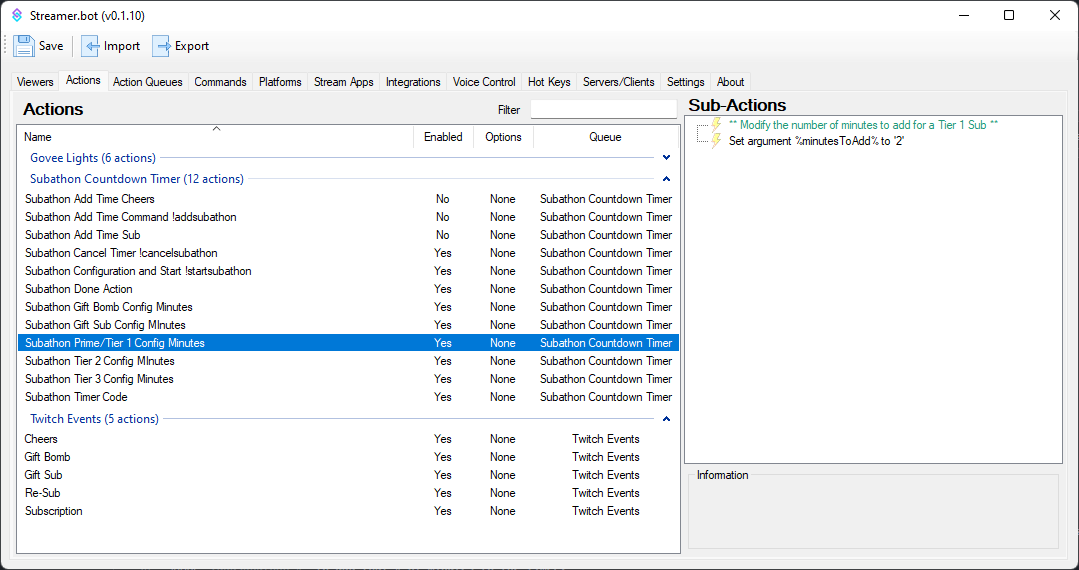 Streamer.bot (v0.1.10)
Save Import Export
Viewers Actions Action Queues Commands Platforms Stream Apps Integrations Voice Control Hot Keys Servers/Clients Settings About
Actions Filter
Name Enabled Options Queue
Govee Lights (6 actions)
Subathon Countdown Timer (12 actions)
Subathon Add Time Cheers No None Subathon Countdown Timer
Subathon Add Time Command !addsubathon No None Subathon Countdown Timer
Subathon Add Time Sub No None Subathon Countdown Timer
Subathon Cancel Timer !cancelsubathon Yes None Subathon Countdown Timer
Subathon Configuration and Start !startsubathon Yes None Subathon Countdown Timer
Subathon Done Action Yes None Subathon Countdown Timer
Subathon Gift Bomb Config Minutes Yes None Subathon Countdown Timer
Subathon Gift Sub Config MInutes Yes None Subathon Countdown Timer
Subathon Prime/Tier 1 Config Minutes Yes None Subathon Countdown Timer
Subathon Tier 2 Config MInutes Yes None Subathon Countdown Timer
Subathon Tier 3 Config Minutes Yes None Subathon Countdown Timer
Subathon Timer Code Yes None Subathon Countdown Timer
Twitch Events (5 actions)
Cheers Yes None Twitch Events
Gift Bomb Yes None Twitch Events
Gift Sub Yes None Twitch Events
Re-Sub Yes None Twitch Events
Subscription Yes None Twitch Events
Sub-Actions
** Modify the number of minutes to add for a Tier 1 Sub **
Set argument %minutesToAdd% to '2'
Information